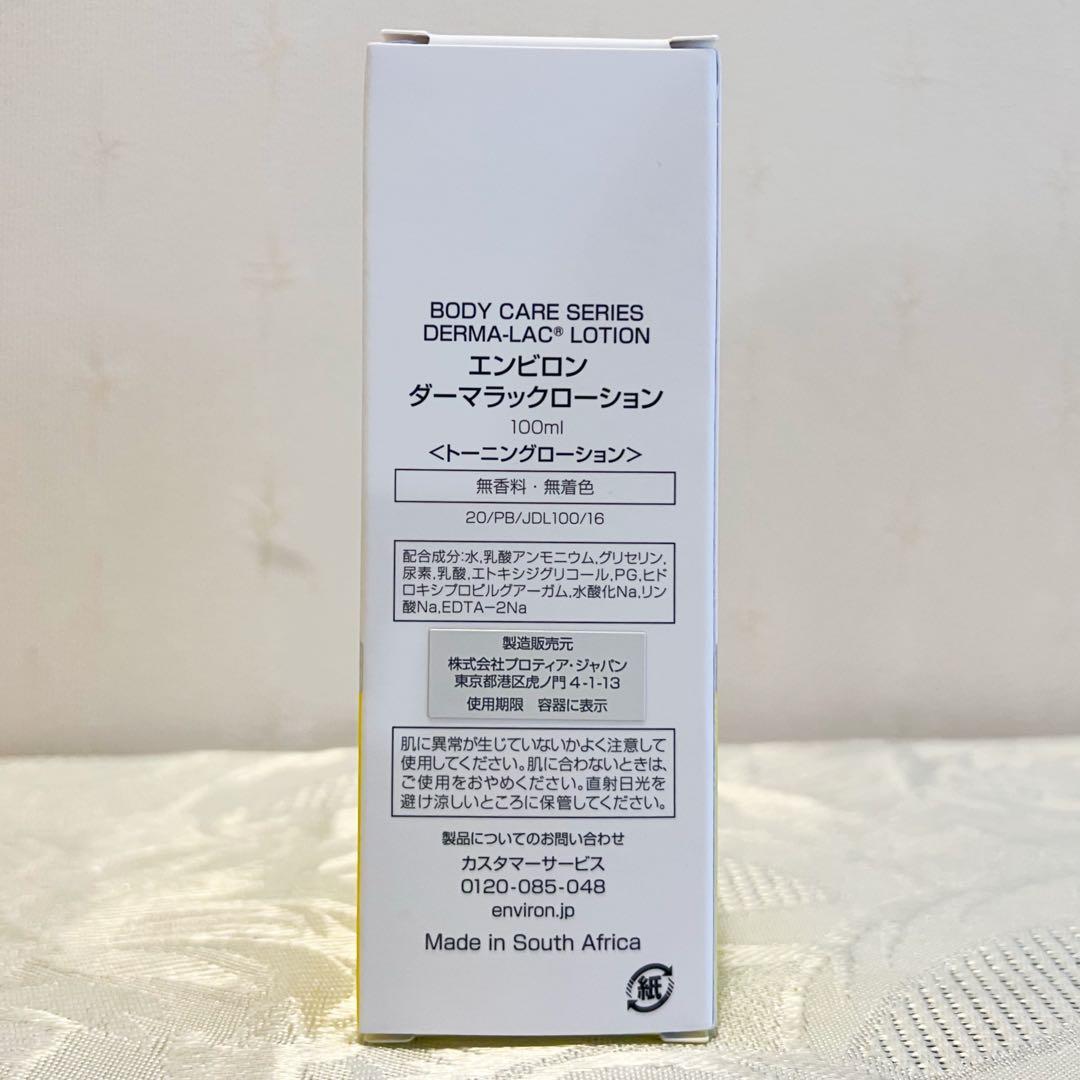 BODY CARE SERIES
DERMA-LAC® LOTION
エンビロン
ダーマラックローション
100ml
<トーニングローション>
無香料・無着色
20/PB/JDL100/16
配合成分:水,乳酸アンモニウム,グリセリン,
尿素,乳酸,エトキシジグリコール,PG,ヒド
ロキシプロピルグアーガム,水酸化Na,リン
酸Na,EDTA−2Na
製造販売元
株式会社プロティア・ジャパン
東京都港区虎ノ門4-1-13
使用期限 容器に表示
肌に異常が生じていないかよく注意して
使用してください。肌に合わないときは、
ご使用をおやめください。直射日光を
避け涼しいところに保管してください。
製品についてのお問い合わせ
カスタマーサービス
0120-085-048
environ.jp
Made in South Africa
紙